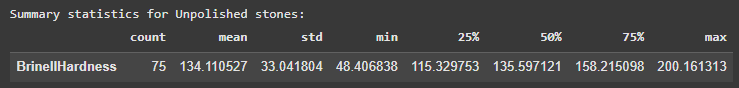 Summary statistics for Unpolished stones:
count mean std min 25% 50% 75% max
BrinellHardness 75 134.110527 33.041804 48.406838 115.329753 135.597121 158.215098 200.161313